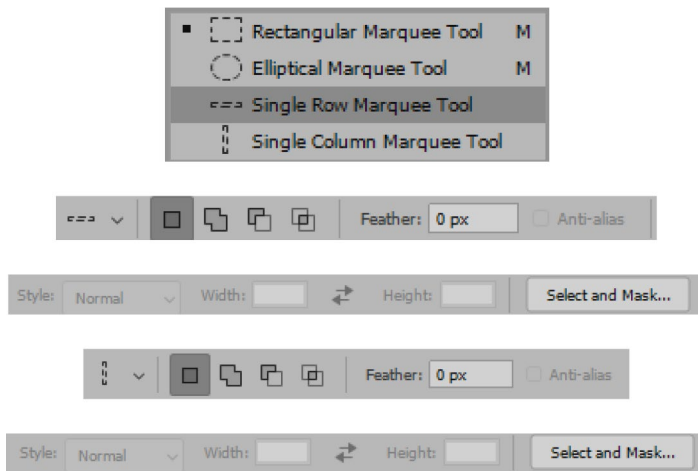 Rectangular Marquee Tool M
Elliptical Marquee Tool M
Single Row Marquee Tool
Single Column Marquee Tool
Feather: 0 px Anti-alias
Style: Normal Width: Height: Select and Mask...
Feather: 0 px Anti-alias
Style: Normal Width: Height: Select and Mask...